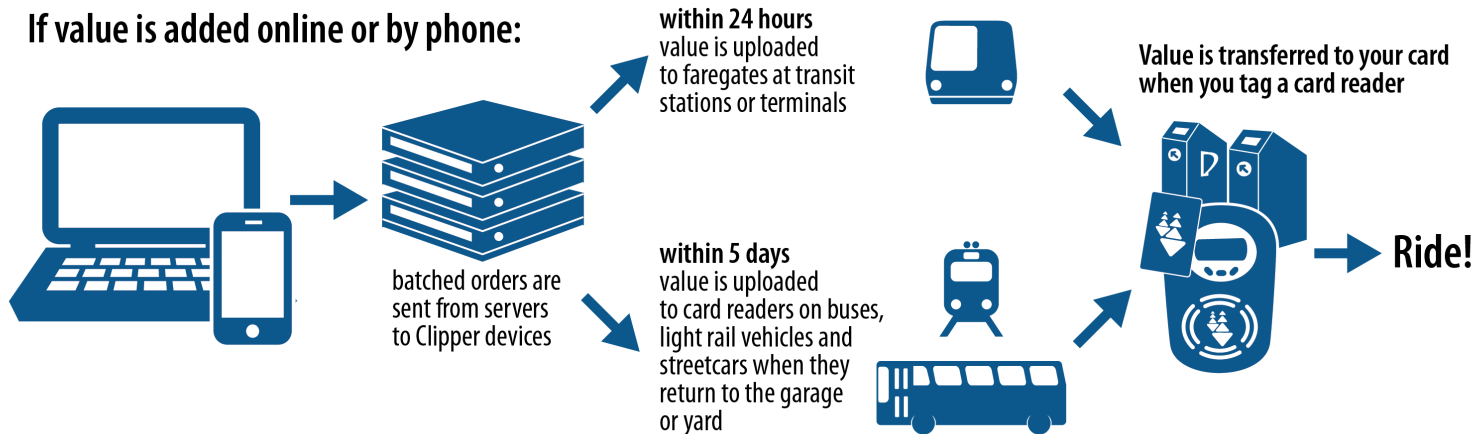 If value is added online or by phone:
batched orders are
sent from servers
to Clipper devices
within 24 hours
value is uploaded
to faregates at transit
stations or terminals
within 5 days
value is uploaded
to card readers on buses,
light rail vehicles and
streetcars when they
return to the garage
or yard
Value is transferred to your card
when you tag a card reader
Ride!